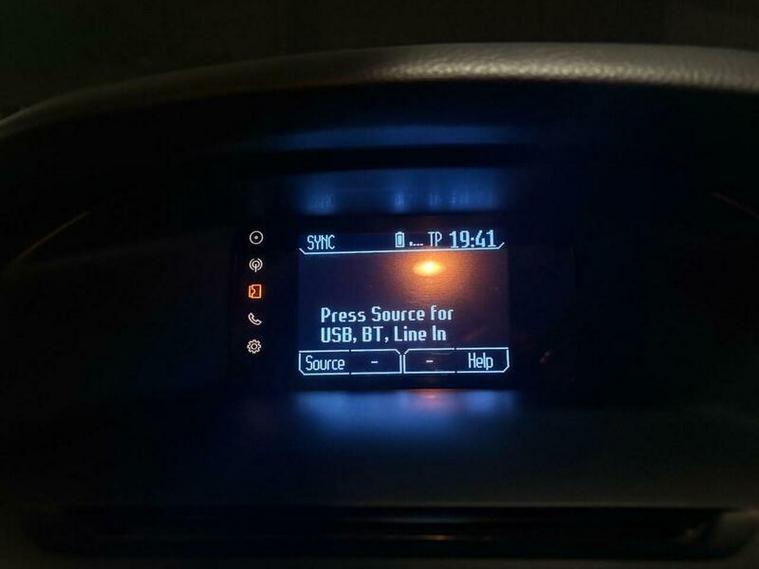 SYNC
TP 19:41
Press Source for
USB, BT, Line In
Source - - Help